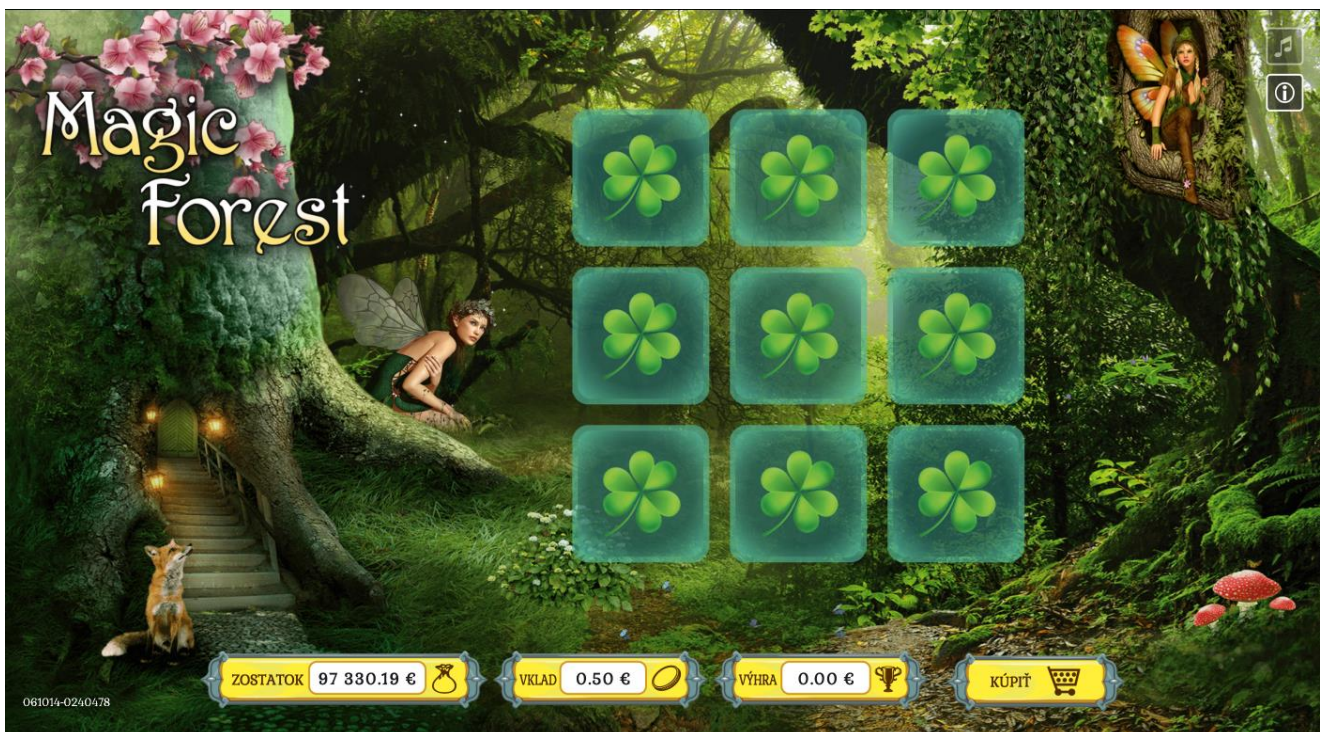 Magic
Forest
ZOSTATOK 97 330.19 €
VKLAD 0.50 €
VÝHRA 0.00 €
KÚPIŤ
061014-0240478